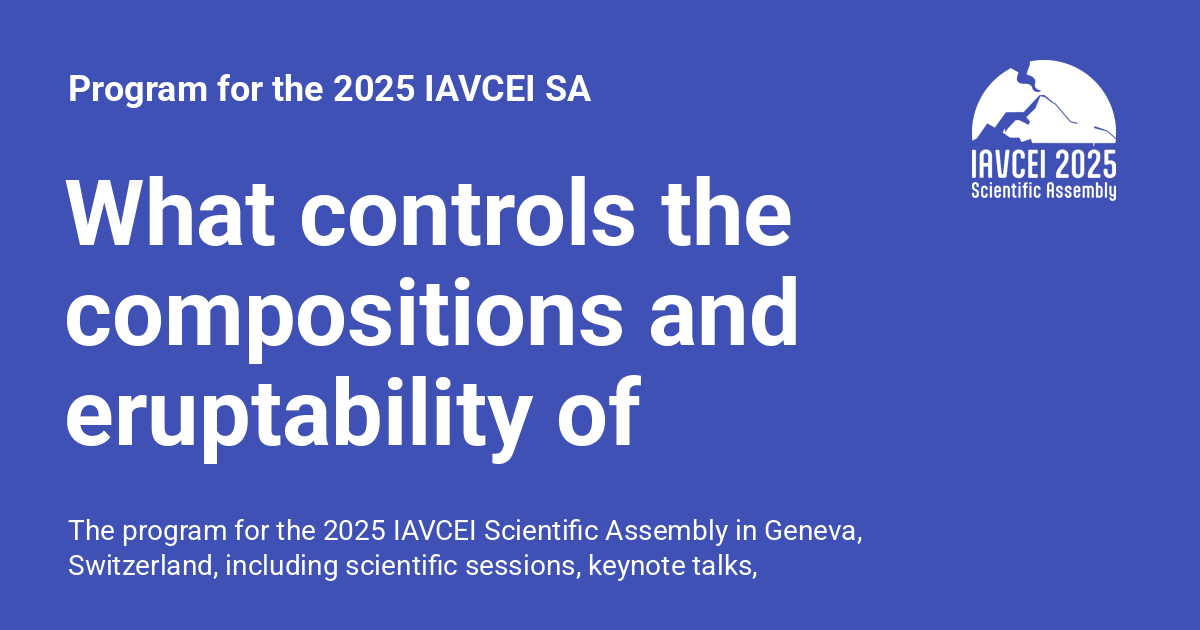 Program for the 2025 IAVCEI SA
IAVCEI 2025
Scientific Assembly
What controls the
compositions and
eruptability of
The program for the 2025 IAVCEI Scientific Assembly in Geneva,
Switzerland, including scientific sessions, keynote talks,